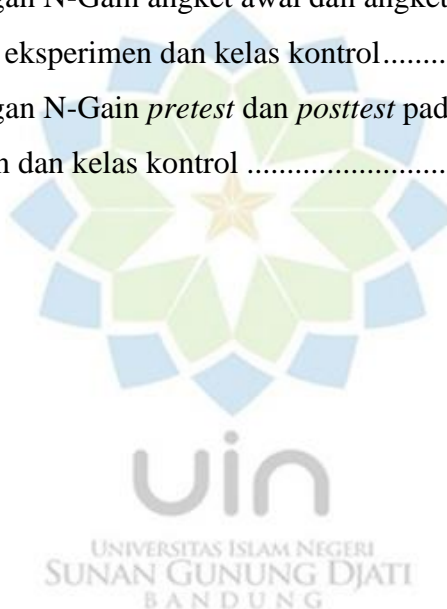 gan N-Gain angket awal dan angket
eksperimen dan kelas kontrol........
gan N-Gain pretest dan posttest pad
n dan kelas kontrol ........................
uin
UNIVERSITAS ISLAM NEGERI
SUNAN GUNUNG DJATI
BANDUNG